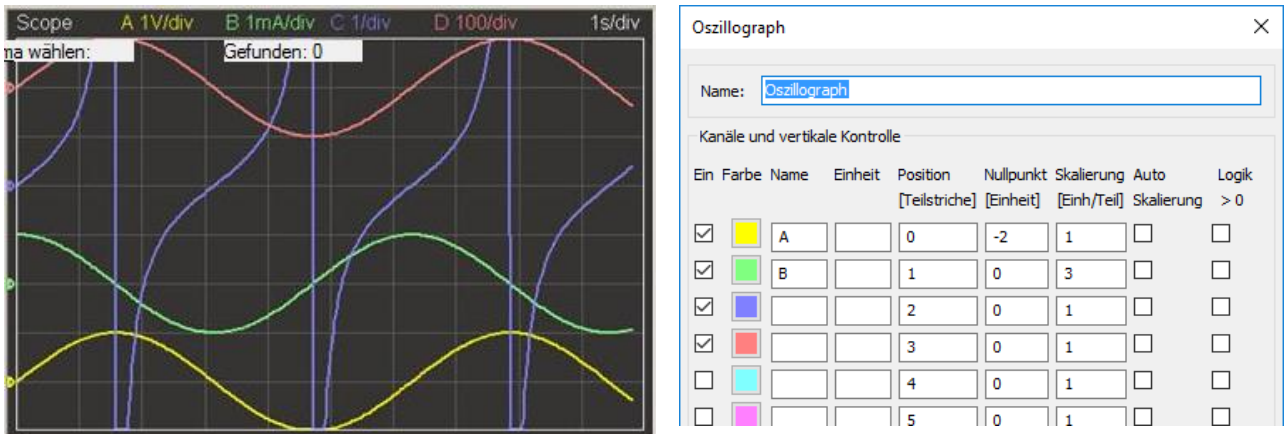 Scope A 1V/div B 1mA/div C 1/div D 100/div 1s/div
ma wählen: Gefunden: 0
Oszillograph
Name: Oszillograph
Kanäle und vertikale Kontrolle
Ein Farbe Name Einheit Position Nullpunkt Skalierung Auto Logik
[Teilstriche] [Einheit] [Einh/Teil] Skalierung > 0
A 0 -2 1
B 1 0 3
2 0 1
3 0 1
4 0 1
5 0 1